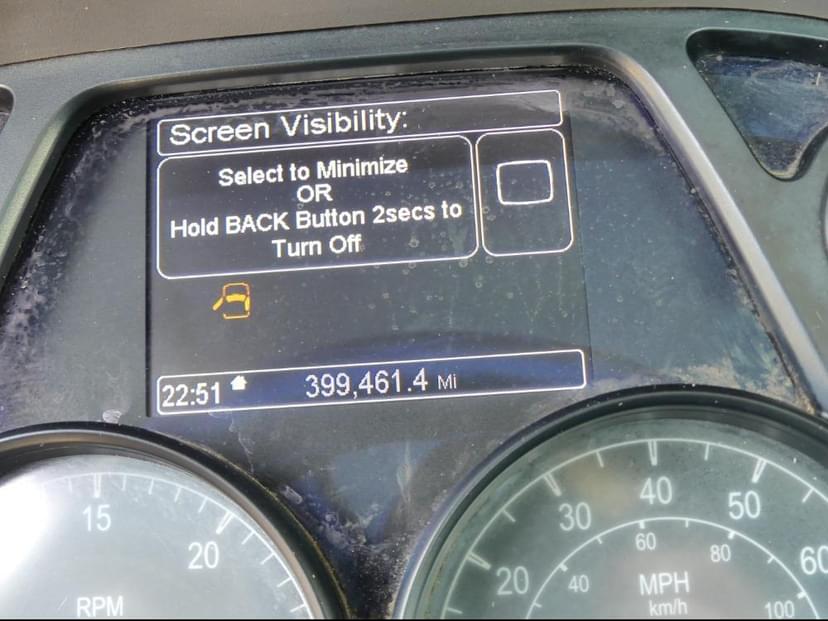 Screen Visibility:
Select to Minimize
OR
Hold BACK Button 2secs to
Turn Off
22:51 399,461.4 Mi
15
20
RPM
20
30
40
50
60
40
60
80
100
MPH
km/h